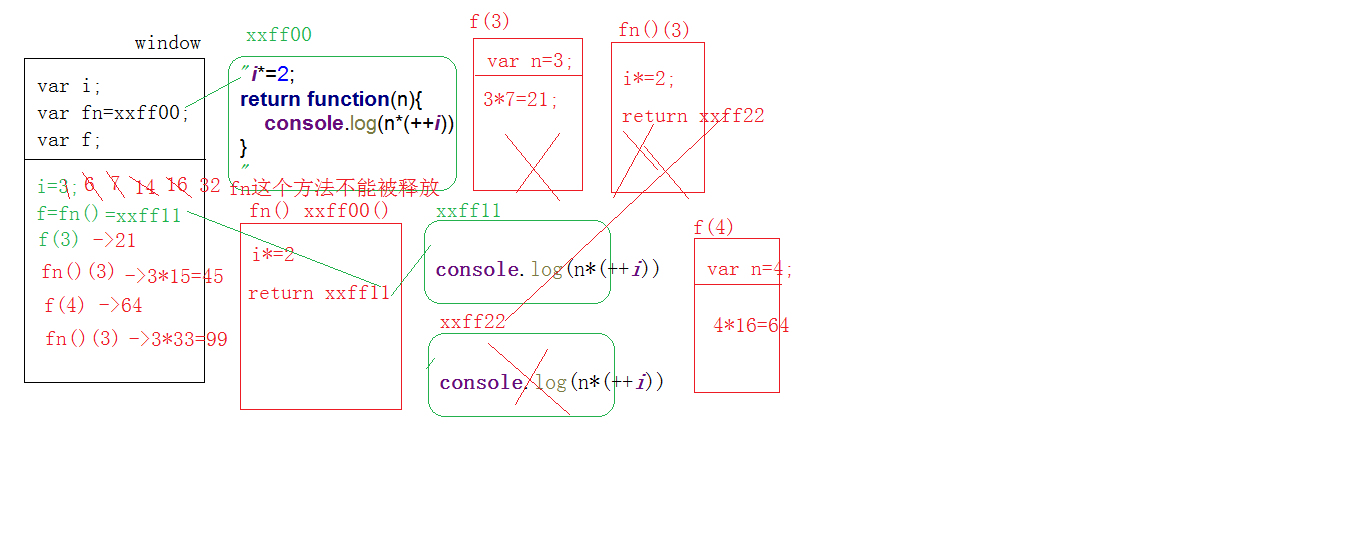 window
var i;
var fn=xxff00;
var f;
i=3; 6 7 14 16 32
f=fn()=xxff11
f(3) ->21
fn()(3) ->3*15=45
f(4) ->64
fn()(3) ->3*33=99
xxff00
"i*=2;
return function(n){
console.log(n*(++i))
}
"
fn这个方法不能被释放
fn() xxff00()
i*=2
return xxff11
xxff11
console.log(n*(++i))
xxff22
console.log(n*(++i))
f(3)
var n=3;
3*7=21;
fn()(3)
i*=2;
return xxff22
f(4)
var n=4;
4*16=64